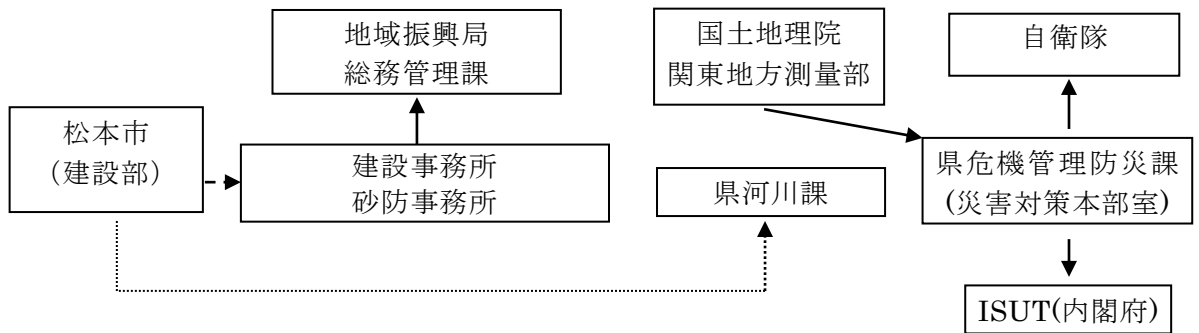 地域振興局
総務管理課
国土地理院
関東地方測量部
自衛隊
松本市
（建設部）
建設事務所
砂防事務所
県河川課
県危機管理防災課
(災害対策本部室)
ISUT(内閣府)